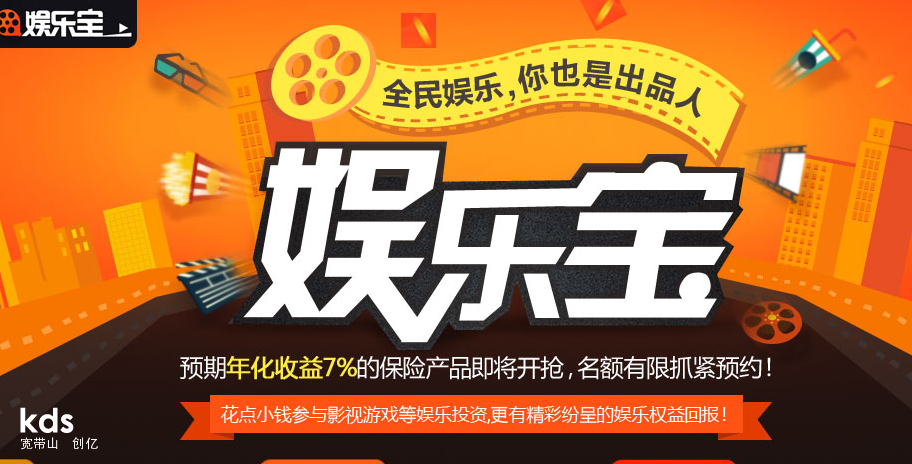 娱乐宝
全民娱乐,你也是出品人
娱乐宝
预期年化收益7%的保险产品即将开抢,名额有限抓紧预约!
花点小钱参与影视游戏等娱乐投资,更有精彩纷呈的娱乐权益回报!
kds
宽带山 创亿